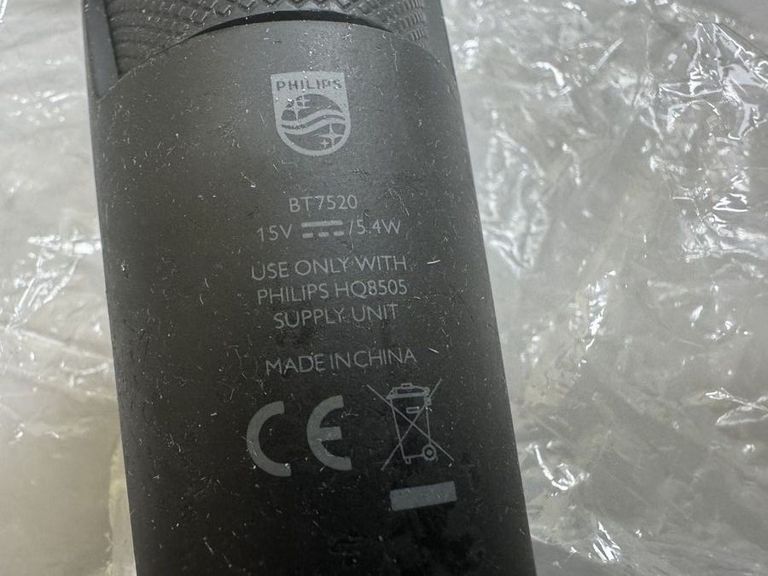 PHILIPS
BT7520
15V ⎓ /5.4W
USE ONLY WITH
PHILIPS HQ8505
SUPPLY UNIT
MADE IN CHINA
CE